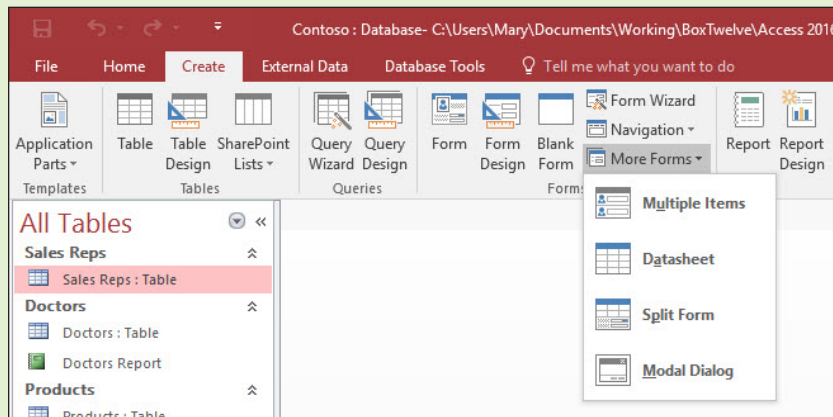 Contoso : Database- C:\Users\Mary\Documents\Working\BoxTwelve\Access 2016
File Home Create External Data Database Tools Tell me what you want to do
Application Parts
Table
Table Design
SharePoint Lists
Query Wizard
Query Design
Form
Form Design
Blank Form
Form Wizard
Navigation
More Forms
Report
Report Design
Templates Tables Queries Forms
Multiple Items
Datasheet
Split Form
Modal Dialog
All Tables
Sales Reps
Sales Reps : Table
Doctors
Doctors : Table
Doctors Report
Products
Products : Table